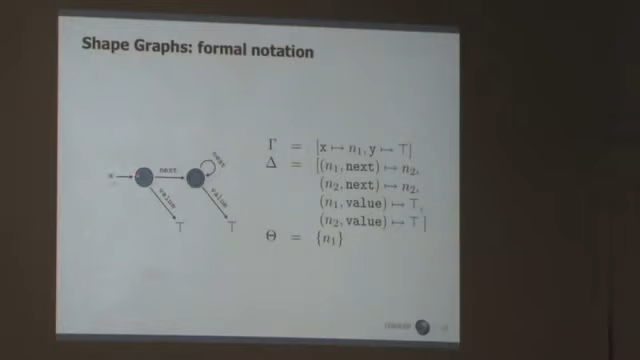 Shape Graphs: formal notation
Γ = [x ↦ n₁, y ↦ ⊤]
Δ = [(n₁, next) ↦ n₂,
(n₂, next) ↦ n₂,
(n₁, value) ↦ ⊤,
(n₂, value) ↦ ⊤]
Θ = {n₁}
next
x next
value value
⊤ ⊤